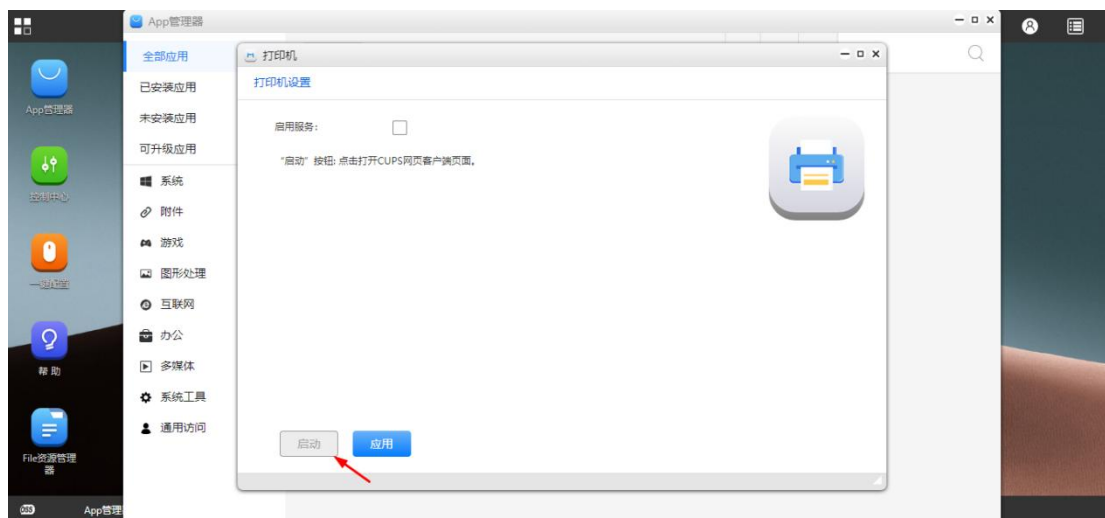 App管理器
全部应用
打印机
App管理器
已安装应用
打印机设置
未安装应用
启用服务:
可升级应用
"启动" 按钮: 点击打开CUPS网页客户端页面。
控制中心
系统
附件
游戏
一键配置
图形处理
互联网
办公
帮 助
多媒体
系统工具
通用访问
启动
应用
File资源管理
器
App管理